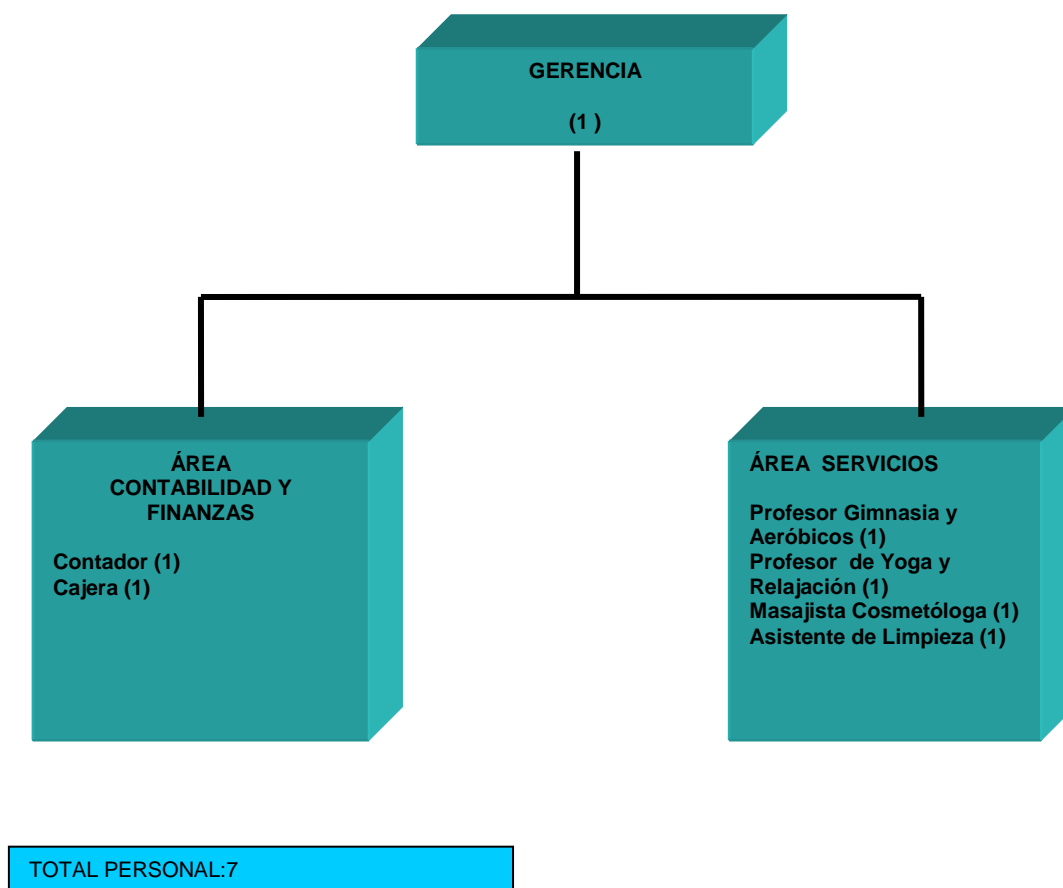 GERENCIA
(1 )
ÁREA
CONTABILIDAD Y
FINANZAS
Contador (1)
Cajera (1)
ÁREA SERVICIOS
Profesor Gimnasia y
Aeróbicos (1)
Profesor de Yoga y
Relajación (1)
Masajista Cosmetóloga (1)
Asistente de Limpieza (1)
TOTAL PERSONAL:7